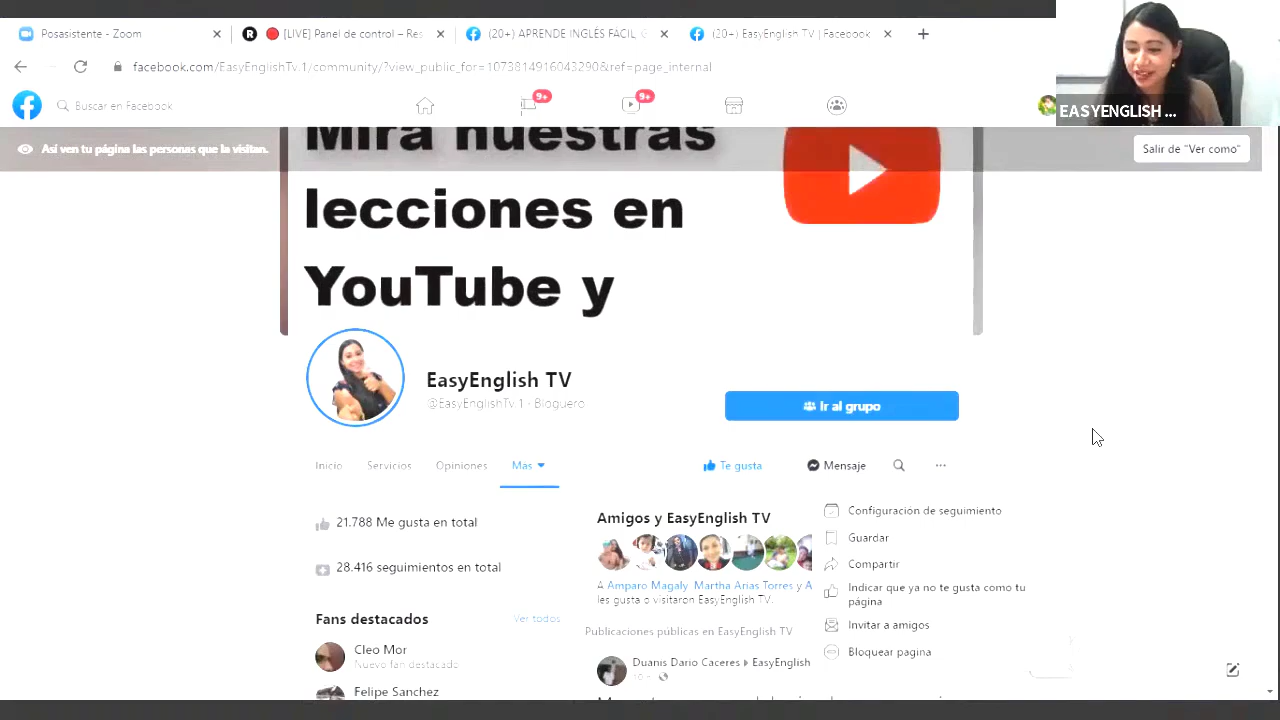 Posasistente - Zoom
[LIVE] Panel de control – Res
(20+) APRENDE INGLÉS FÁCIL, G
(20+) EasyEnglish TV | Facebook
facebook.com/EasyEnglishTv.1/community/?view_public_for=1073814916043290&ref=page_internal
Buscar en Facebook
9+
9+
EASYENGLISH ...
Así ven tu página las personas que la visitan.
Salir de "Ver como"
Mira nuestras
lecciones en
YouTube y
EasyEnglish TV
@EasyEnglishTv.1 · Bloguero
Ir al grupo
Inicio
Servicios
Opiniones
Más
Te gusta
Mensaje
...
21.788 Me gusta en total
28.416 seguimientos en total
Fans destacados
Ver todos
Cleo Mor
Nuevo fan destacado
Felipe Sanchez
Amigos y EasyEnglish TV
A Amparo Magaly, Martha Arias Torres y A
les gusta o visitaron EasyEnglish TV.
Publicaciones públicas en EasyEnglish TV
Duanis Dario Caceres ▸ EasyEnglish
Configuración de seguimiento
Guardar
Compartir
Indicar que ya no te gusta como tu
página
Invitar a amigos
Bloquear página